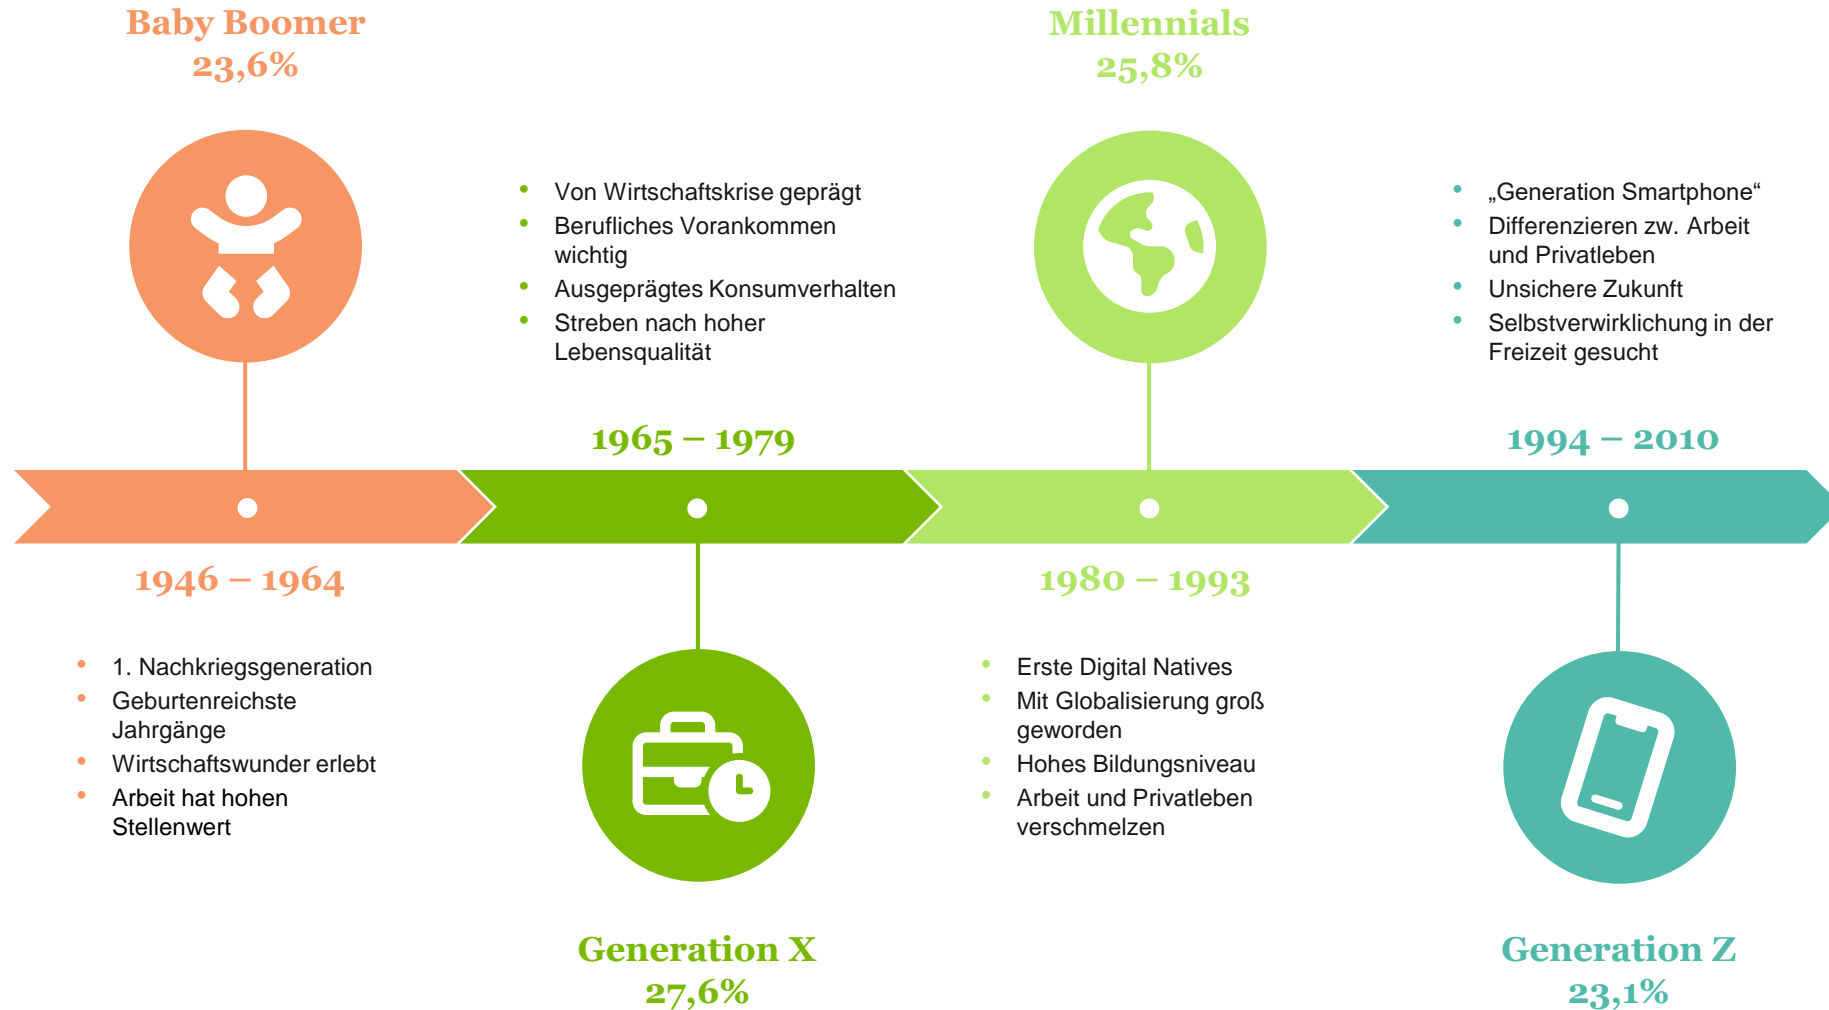 Baby Boomer
23,6%
1946 – 1964
• 1. Nachkriegsgeneration
• Geburtenreichste
Jahrgänge
• Wirtschaftswunder erlebt
• Arbeit hat hohen
Stellenwert
• Von Wirtschaftskrise geprägt
• Berufliches Vorankommen
wichtig
• Ausgeprägtes Konsumverhalten
• Streben nach hoher
Lebensqualität
1965 – 1979
Generation X
27,6%
Millennials
25,8%
1980 – 1993
• Erste Digital Natives
• Mit Globalisierung groß
geworden
• Hohes Bildungsniveau
• Arbeit und Privatleben
verschmelzen
• „Generation Smartphone“
• Differenzieren zw. Arbeit
und Privatleben
• Unsichere Zukunft
• Selbstverwirklichung in der
Freizeit gesucht
1994 – 2010
Generation Z
23,1%